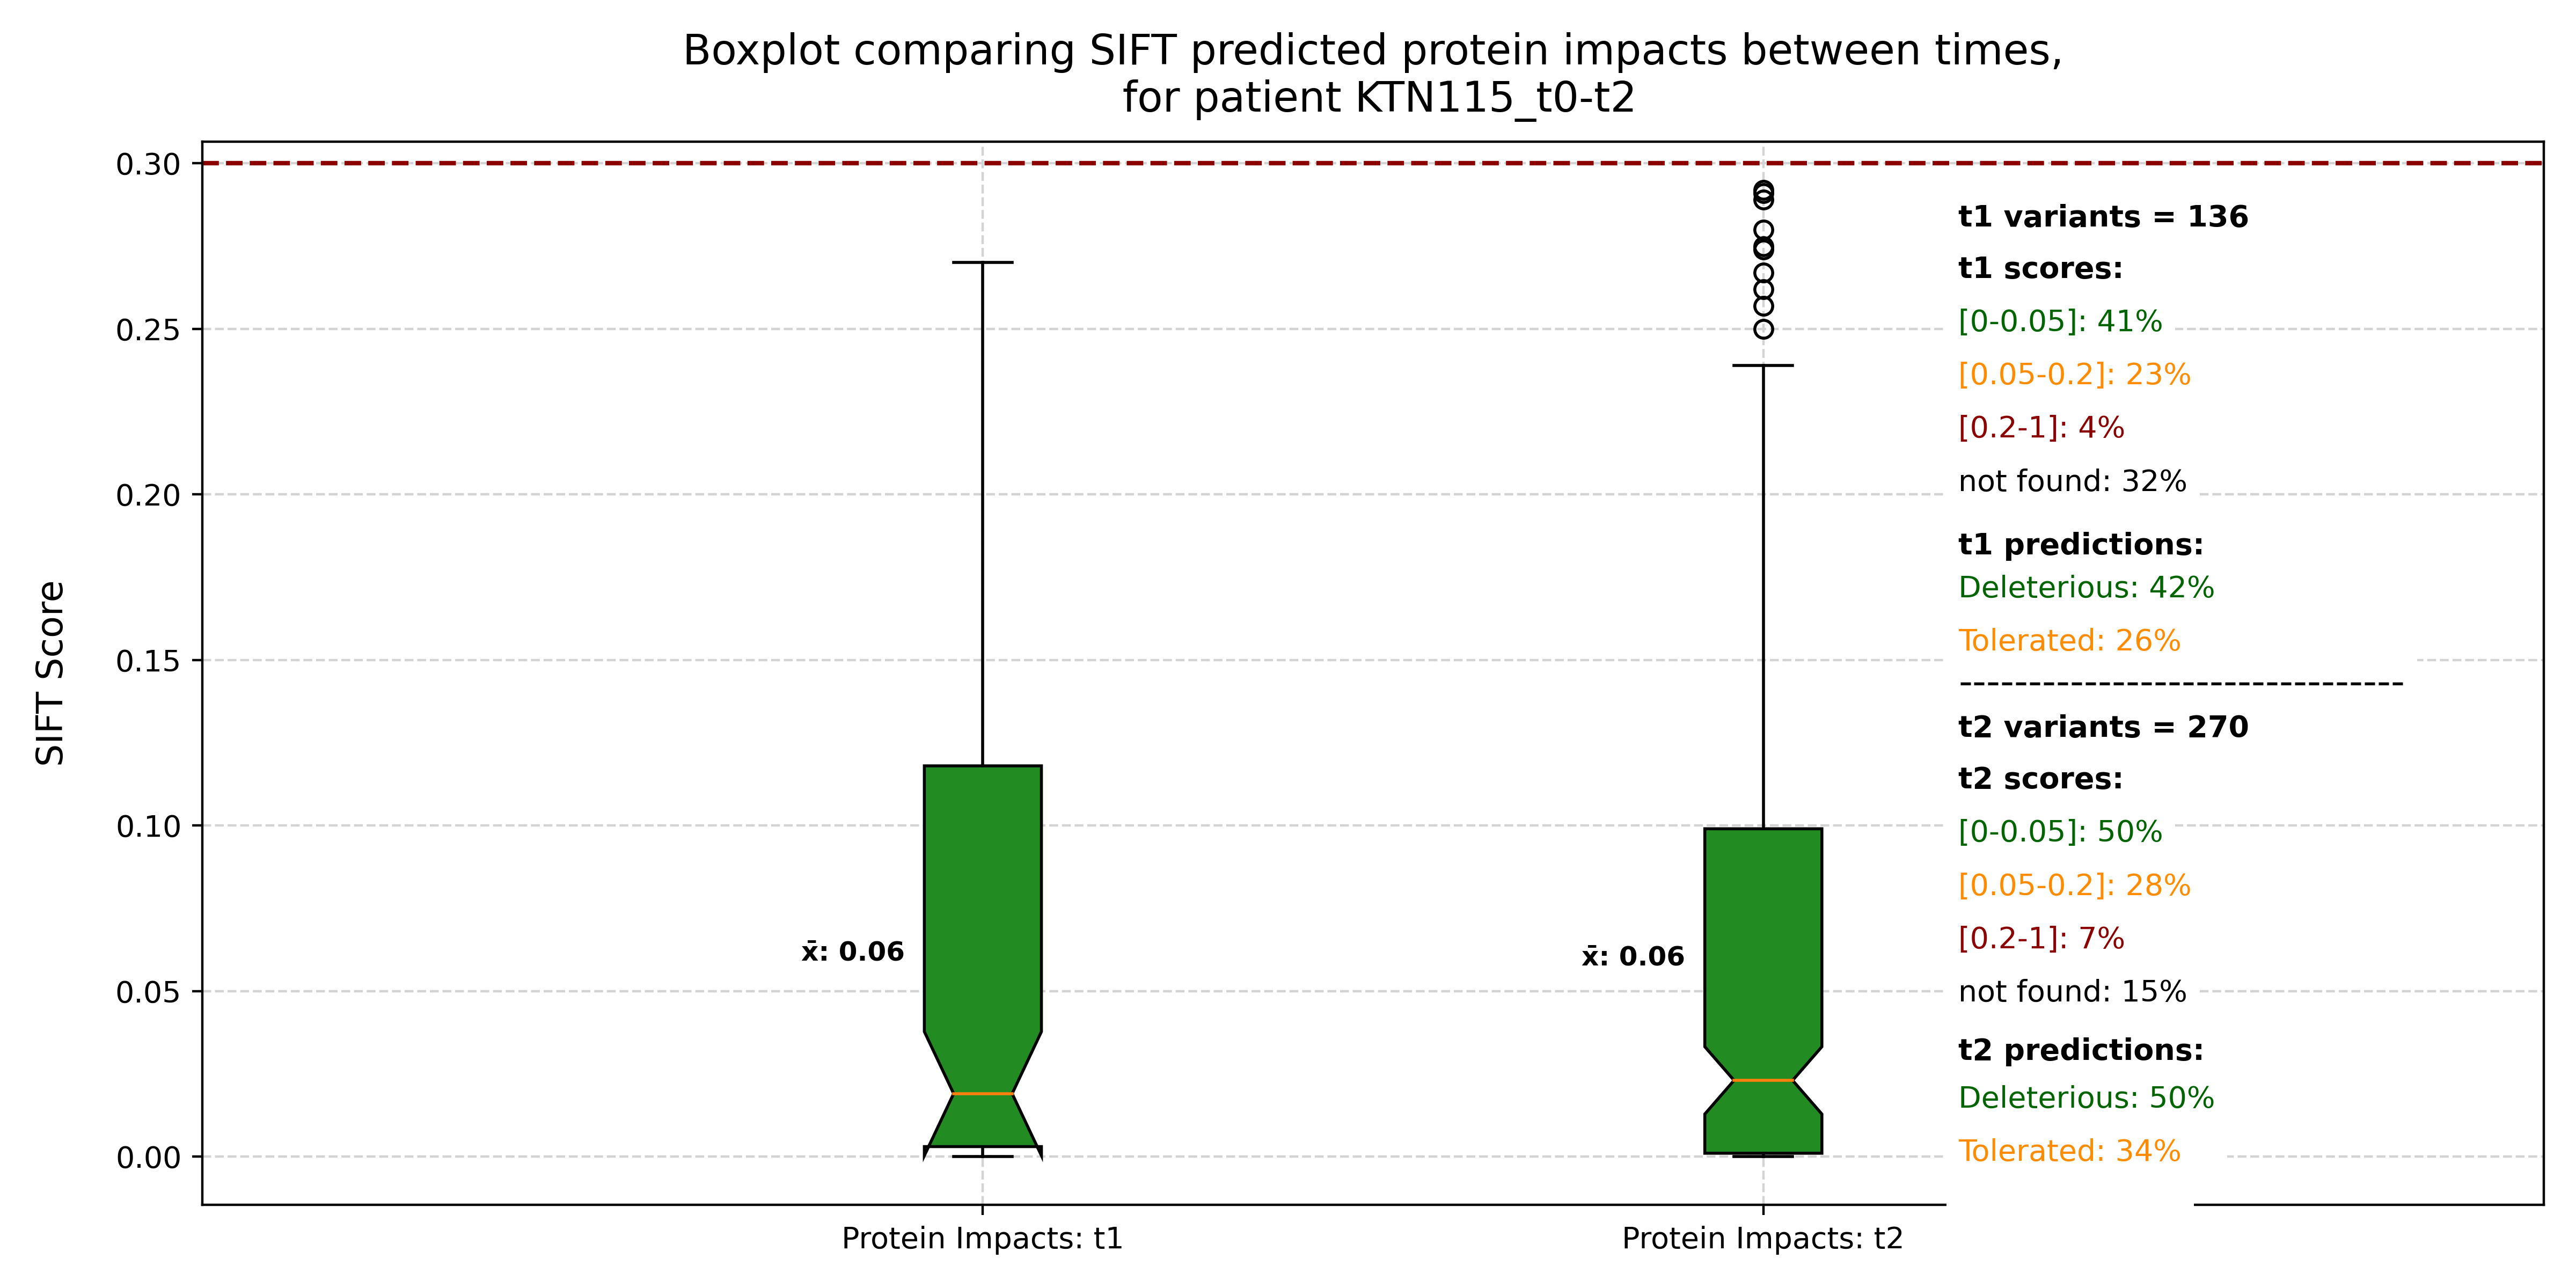 Boxplot comparing SIFT predicted protein impacts between times,
for patient KTN115_t0-t2
SIFT Score
0.30
0.25
0.20
0.15
0.10
0.05
0.00
x̄: 0.06
x̄: 0.06
t1 variants = 136
t1 scores:
[0-0.05]: 41%
[0.05-0.2]: 23%
[0.2-1]: 4%
not found: 32%
t1 predictions:
Deleterious: 42%
Tolerated: 26%
--------------------------------
t2 variants = 270
t2 scores:
[0-0.05]: 50%
[0.05-0.2]: 28%
[0.2-1]: 7%
not found: 15%
t2 predictions:
Deleterious: 50%
Tolerated: 34%
Protein Impacts: t1
Protein Impacts: t2